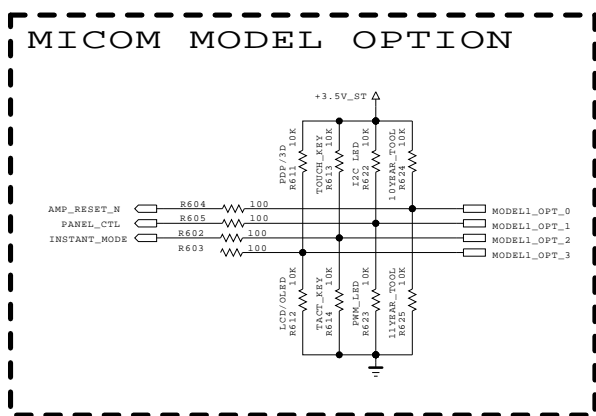 MICOM MODEL OPTION
+3.5V_ST
PDP/3D
R611 10K
TOUCH_KEY
R613 10K
I2C_LED
R622 10K
10YEAR_TOOL
R624 10K
AMP_RESET_N R604 100 MODEL1_OPT_0
PANEL_CTL R605 100 MODEL1_OPT_1
INSTANT_MODE R602 100 MODEL1_OPT_2
R603 100 MODEL1_OPT_3
LCD/OLED
R612 10K
TACT_KEY
R614 10K
PWM_LED
R623 10K
11YEAR_TOOL
R625 10K